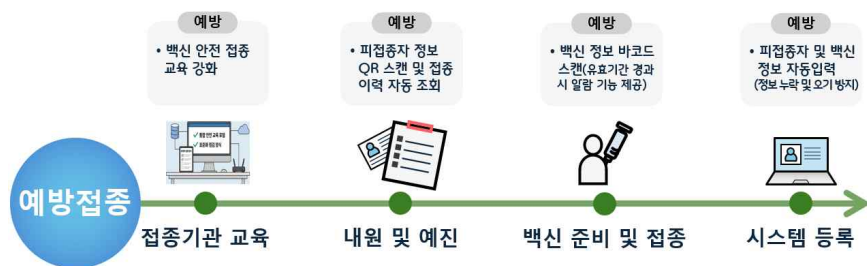 예방
• 백신 안전 접종
교육 강화
예방
• 피접종자 정보
QR 스캔 및 접종
이력 자동 조회
예방
• 백신 정보 바코드
스캔(유효기간 경과
시 알람 기능 제공)
예방
• 피접종자 및 백신
정보 자동입력
(정보 누락 및 오기 방지)
예방접종
접종기관 교육
내원 및 예진
백신 준비 및 접종
시스템 등록